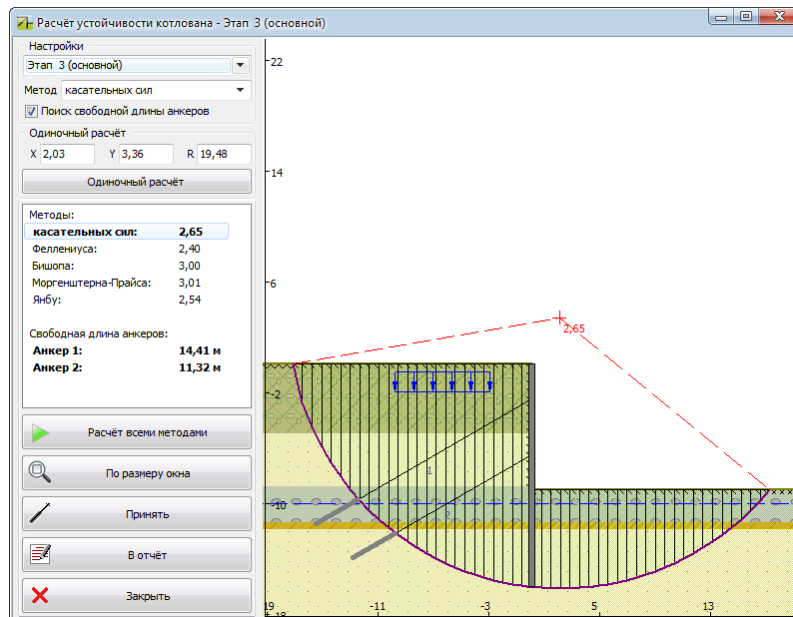 Расчёт устойчивости котлована - Этап 3 (основной)
Настройки
Этап 3 (основной)
Метод касательных сил
Поиск свободной длины анкеров
Одиночный расчёт
X 2,03 Y 3,36 R 19,48
Одиночный расчёт
Методы:
касательных сил: 2,65
Феллениуса: 2,40
Бишопа: 3,00
Моргенштерна-Прайса: 3,01
Янбу: 2,54
Свободная длина анкеров:
Анкер 1: 14,41 м
Анкер 2: 11,32 м
Расчёт всеми методами
По размеру окна
Принять
В отчёт
Закрыть
22
14
6
-2
-10
-18
2,65
1
2
19
-11
-3
5
13